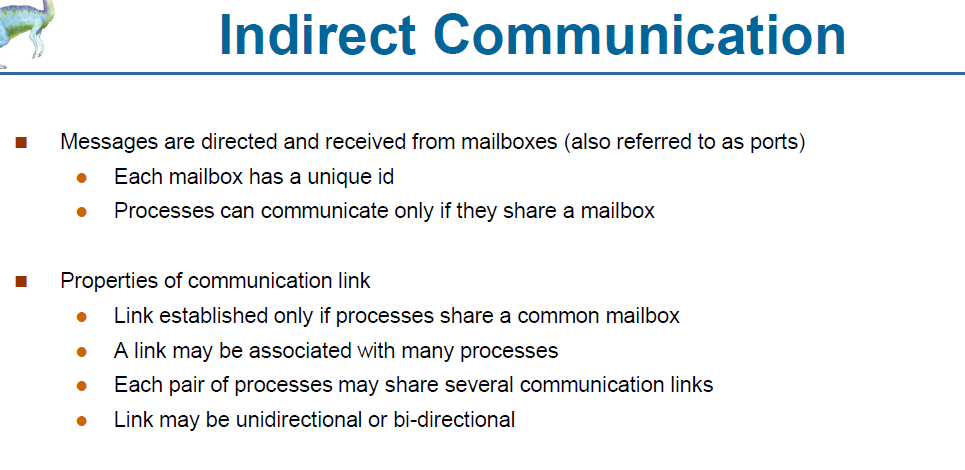 Indirect Communication
Messages are directed and received from mailboxes (also referred to as ports)
Each mailbox has a unique id
Processes can communicate only if they share a mailbox
Properties of communication link
Link established only if processes share a common mailbox
A link may be associated with many processes
Each pair of processes may share several communication links
Link may be unidirectional or bi-directional